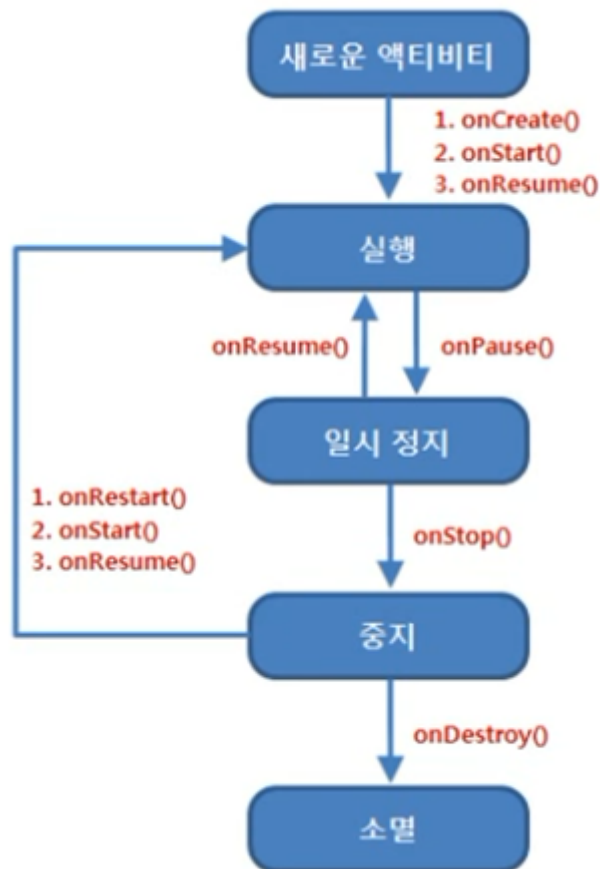 새로운 액티비티
1. onCreate()
2. onStart()
3. onResume()
실행
onResume()
onPause()
일시 정지
1. onRestart()
2. onStart()
3. onResume()
onStop()
중지
onDestroy()
소멸